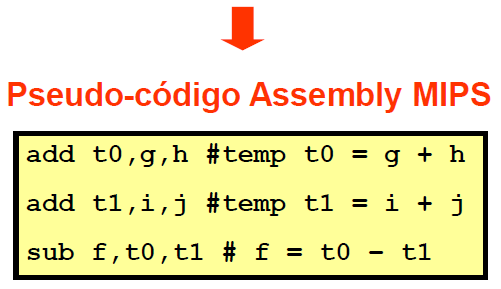 Pseudo-código Assembly MIPS
add t0,g,h #temp t0 = g + h
add t1,i,j #temp t1 = i + j
sub f,t0,t1 # f = t0 - t1